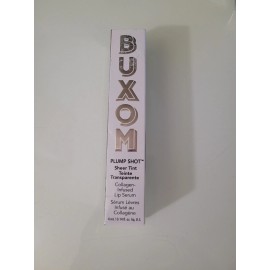 BUXOM
PLUMP SHOT™
Sheer Tint
Teinte
Transparente
Collagen-
Infused
Lip Serum
Sérum Lèvres
Infusé au
Collagène